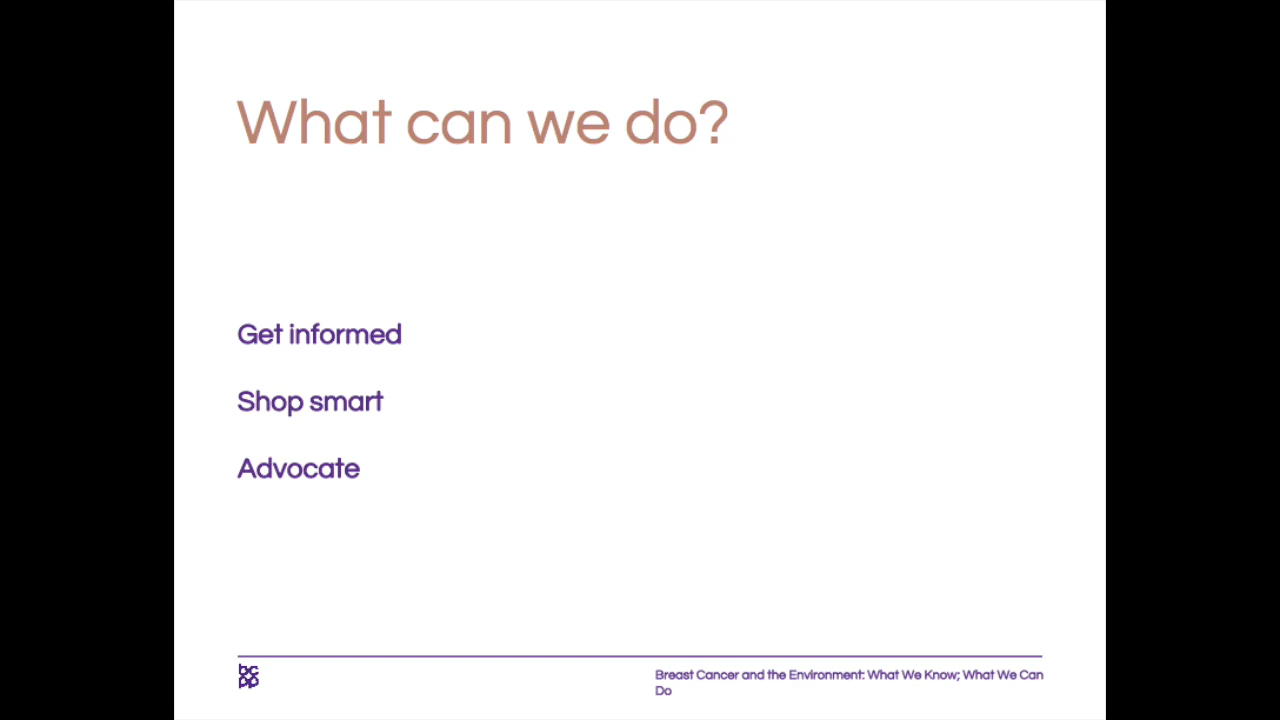 What can we do?
Get informed
Shop smart
Advocate
bc
pp
Breast Cancer and the Environment: What We Know; What We Can
Do